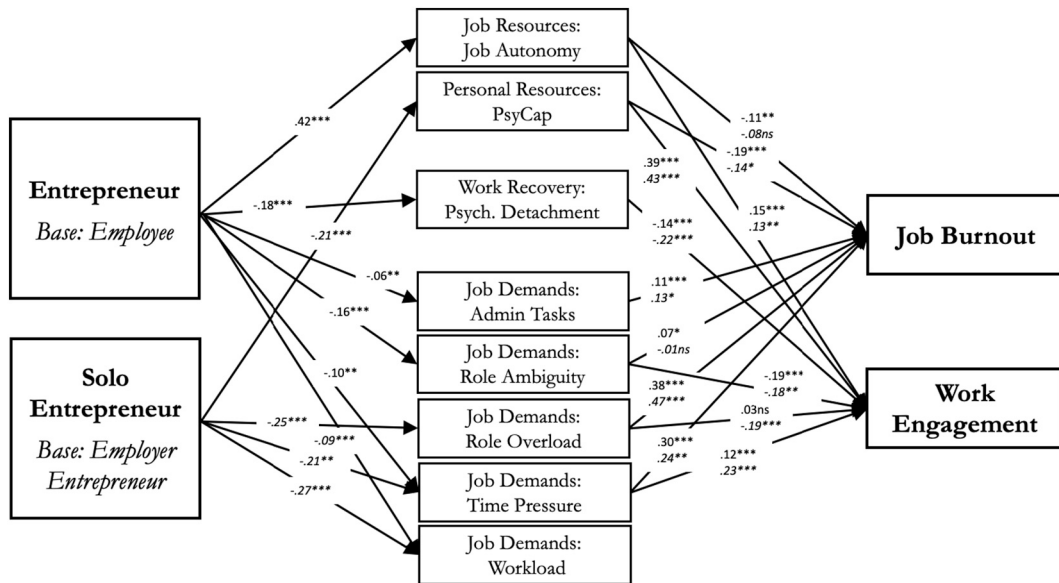 Entrepreneur
Base: Employee
Solo
Entrepreneur
Base: Employer
Entrepreneur
.42***
-.18***
-.21***
-.06**
-.16***
-.10**
-.25***
-.09***
-.21**
-.27***
Job Resources:
Job Autonomy
Personal Resources:
PsyCap
Work Recovery:
Psych. Detachment
Job Demands:
Admin Tasks
Job Demands:
Role Ambiguity
Job Demands:
Role Overload
Job Demands:
Time Pressure
Job Demands:
Workload
-.11**
-.08ns
-.19***
-.14*
.39***
.43***
.15***
.13**
-.14***
-.22***
.11***
.13*
.07*
-.01ns
-.19***
-.18**
.38***
.47***
.03ns
-.19***
.30***
.24**
.12***
.23***
Job Burnout
Work
Engagement